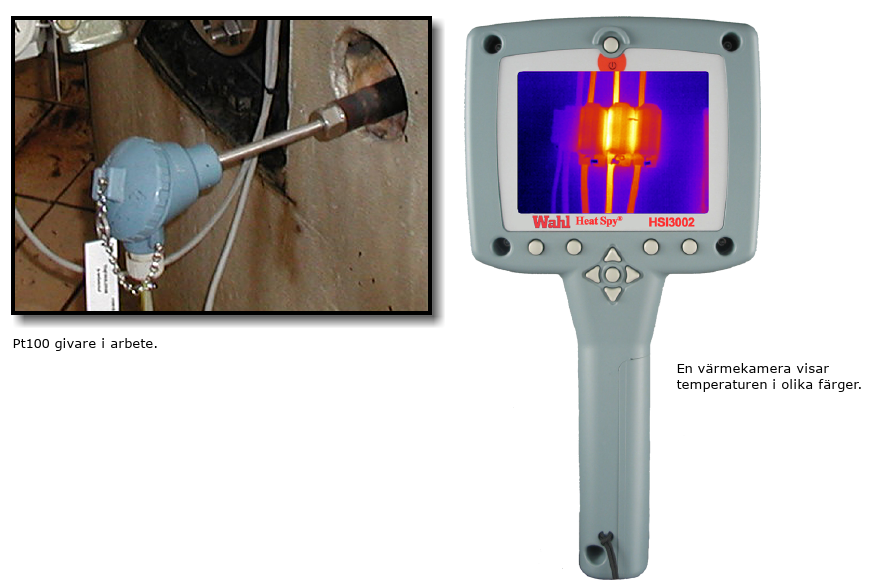 Wahl Heat Spy® HSI3002
Pt100 givare i arbete.
En värmekamera visar
temperaturen i olika färger.